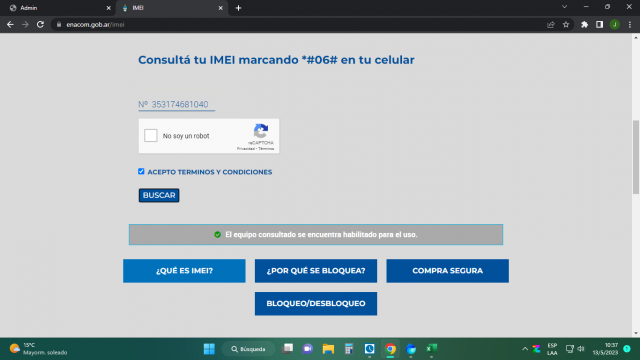 Admin
IMEI
enacom.gob.ar/imei
J
Consultá tu IMEI marcando *#06# en tu celular
Nº 353174681040
No soy un robot
reCAPTCHA
Privacidad - Términos
ACEPTO TERMINOS Y CONDICIONES
BUSCAR
El equipo consultado se encuentra habilitado para el uso.
¿QUÉ ES IMEI?
¿POR QUÉ SE BLOQUEA?
COMPRA SEGURA
BLOQUEO/DESBLOQUEO
15°C
Mayorm. soleado
Búsqueda
ESP
LAA
10:37
13/5/2023